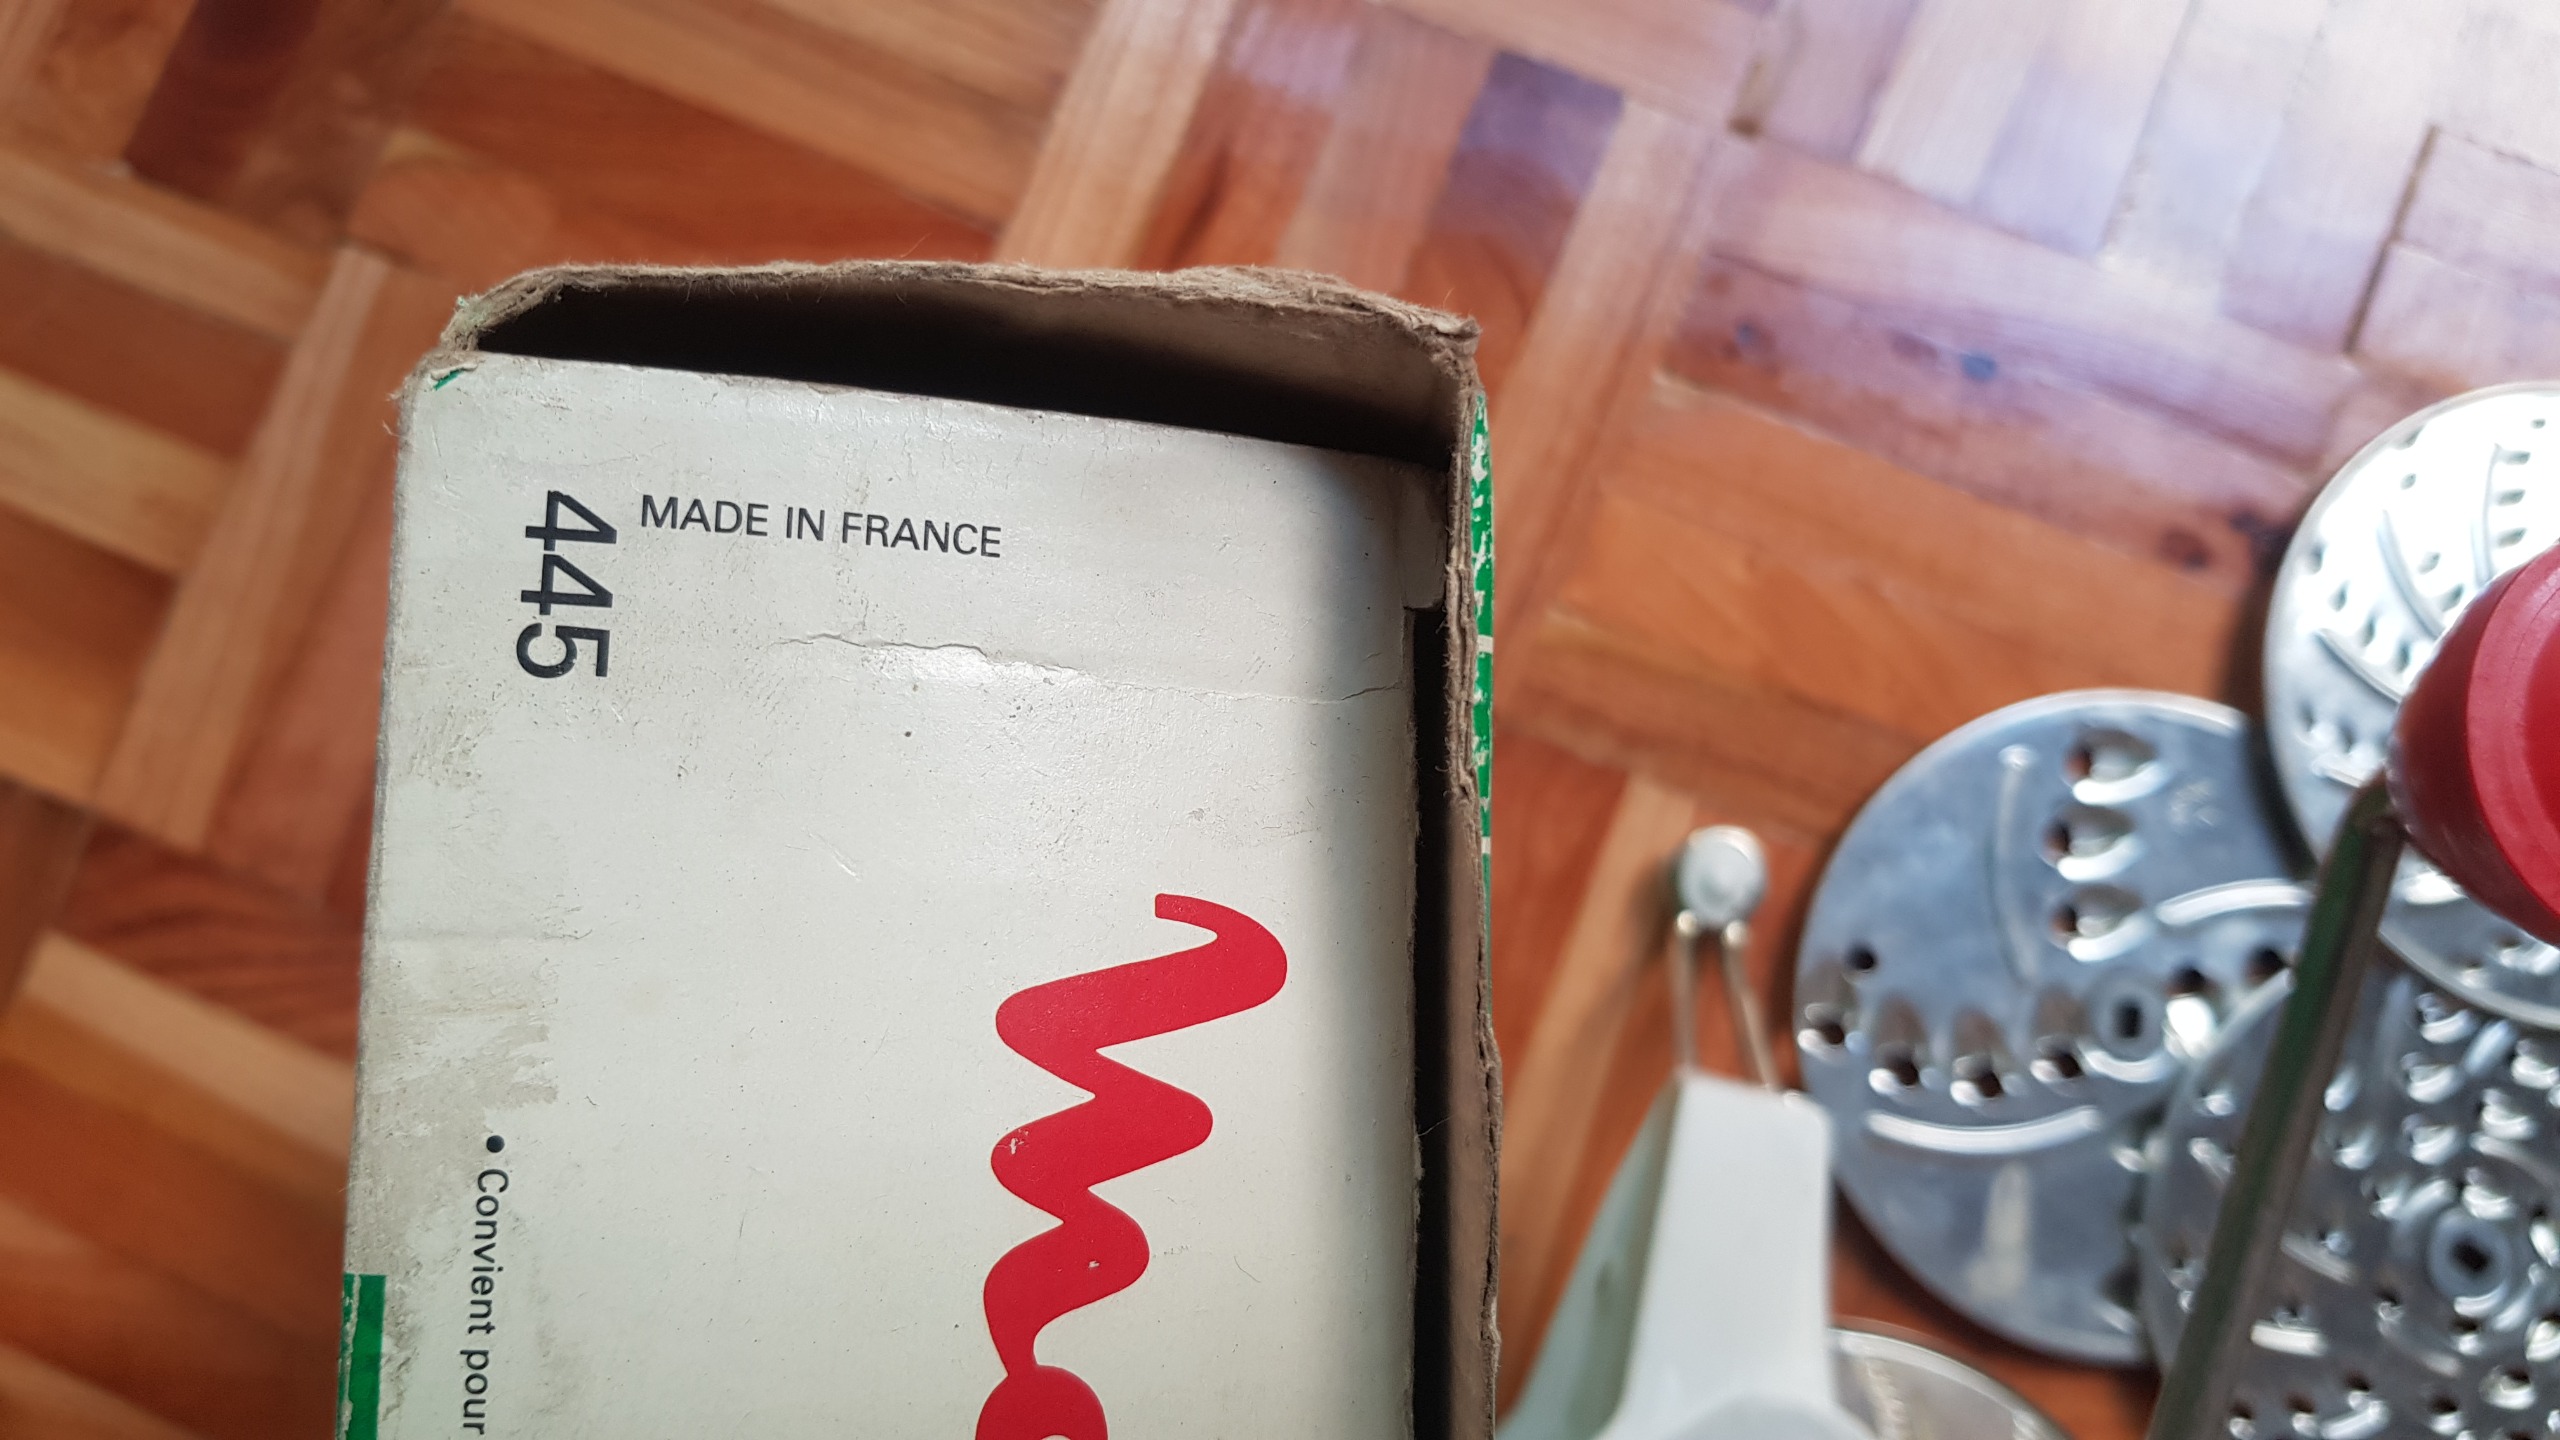 MADE IN FRANCE
445
• Convient pour